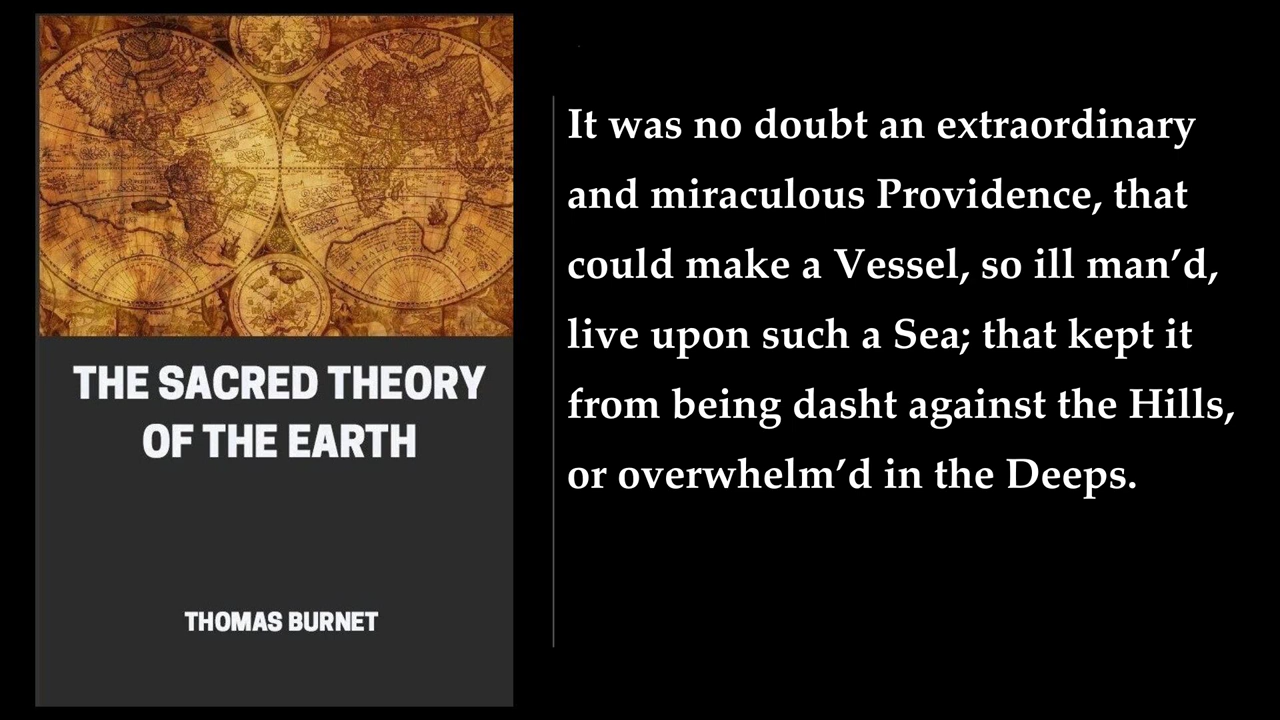 THE SACRED THEORY
OF THE EARTH
THOMAS BURNET
It was no doubt an extraordinary
and miraculous Providence, that
could make a Vessel, so ill man’d,
live upon such a Sea; that kept it
from being dasht against the Hills,
or overwhelm’d in the Deeps.